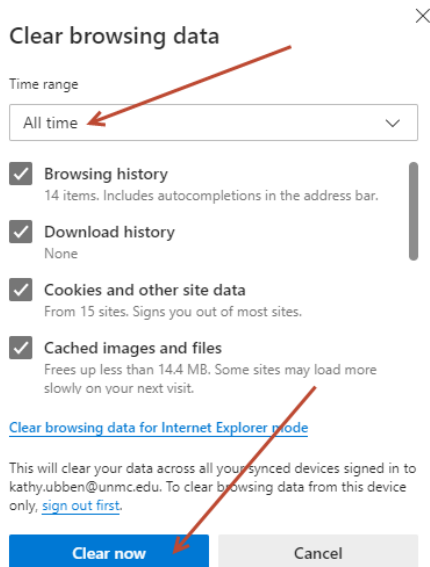 Clear browsing data
Time range
All time
Browsing history
14 items. Includes autocompletions in the address bar.
Download history
None
Cookies and other site data
From 15 sites. Signs you out of most sites.
Cached images and files
Frees up less than 14.4 MB. Some sites may load more
slowly on your next visit.
Clear browsing data for Internet Explorer mode
This will clear your data across all your synced devices signed in to
kathy.ubben@unmc.edu. To clear browsing data from this device
only, sign out first.
Clear now
Cancel